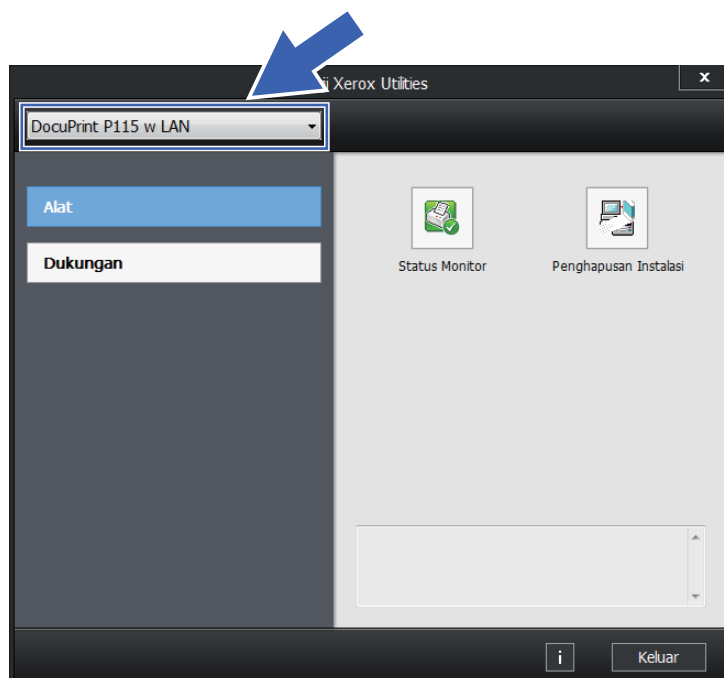 Xerox Utilities
x
DocuPrint P115 w LAN
Alat
Dukungan
Status Monitor
Penghapusan Instalasi
i
Keluar